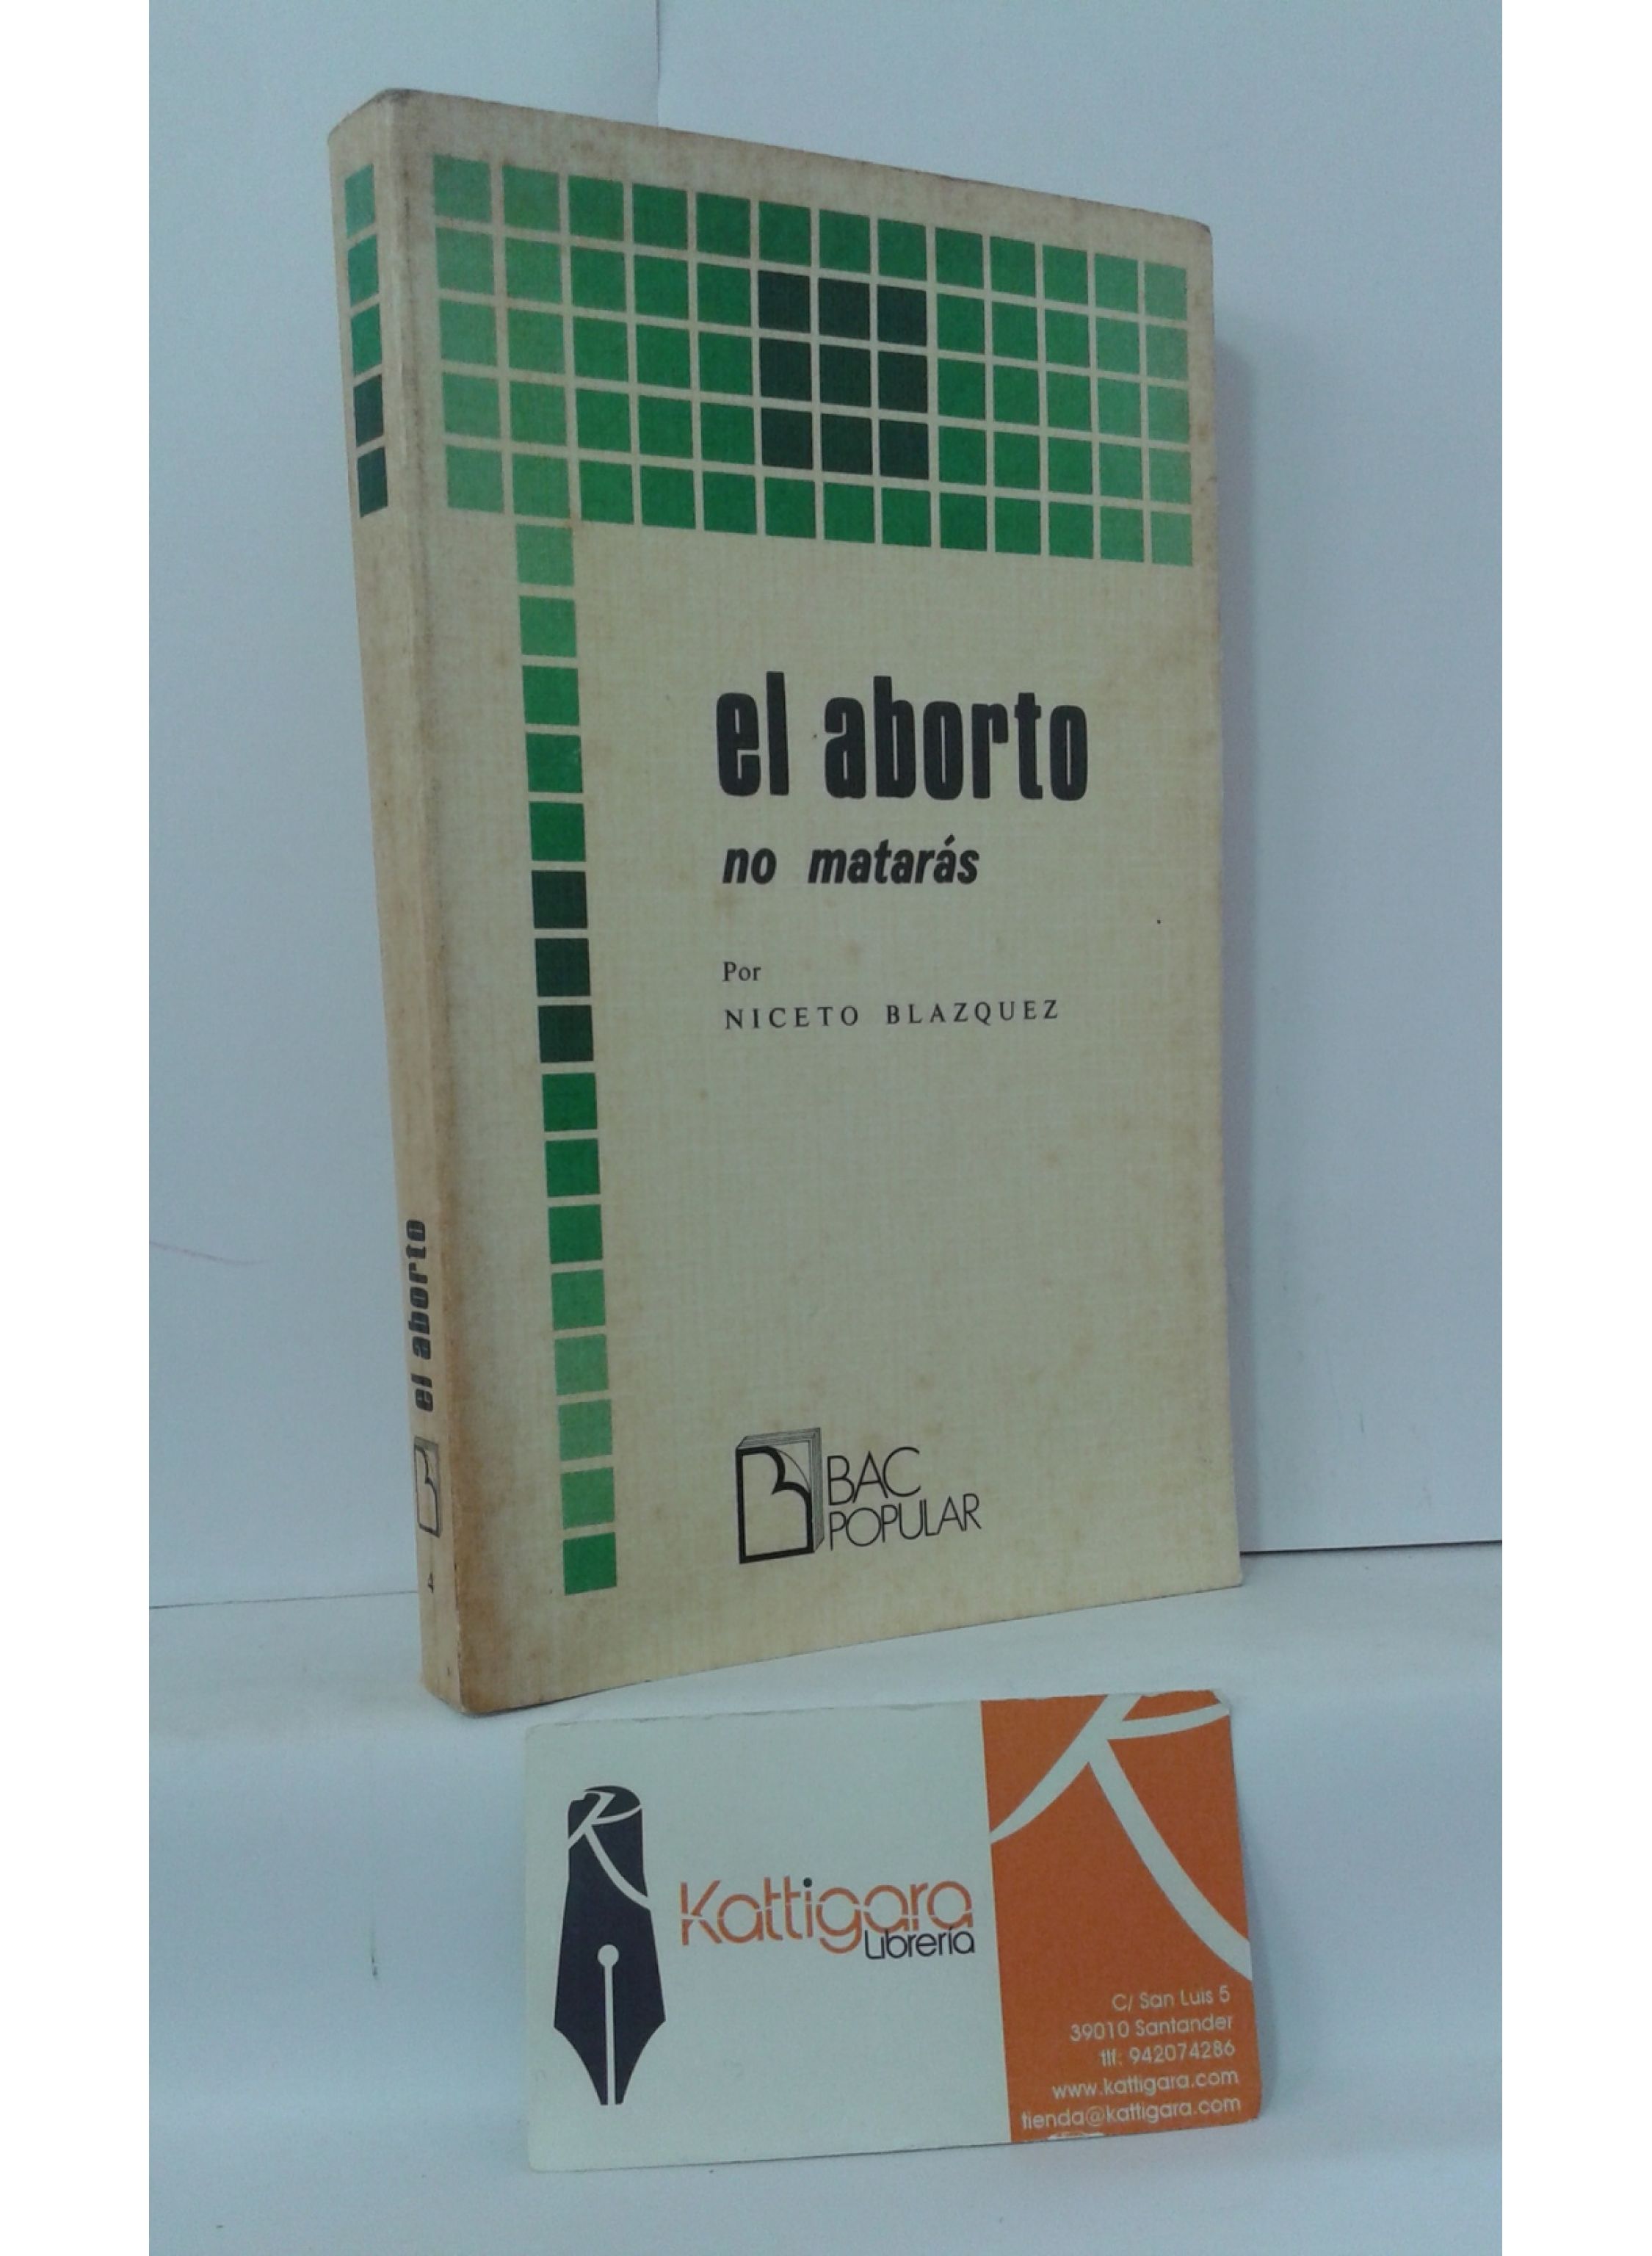 el aborto
no matarás
Por
NICETO BLAZQUEZ
BAC
POPULAR
el aborto
4
Kattigara
Librería
C/ San Luis 5
39010 Santander
tlf: 942074286
www.kattigara.com
tienda@kattigara.com